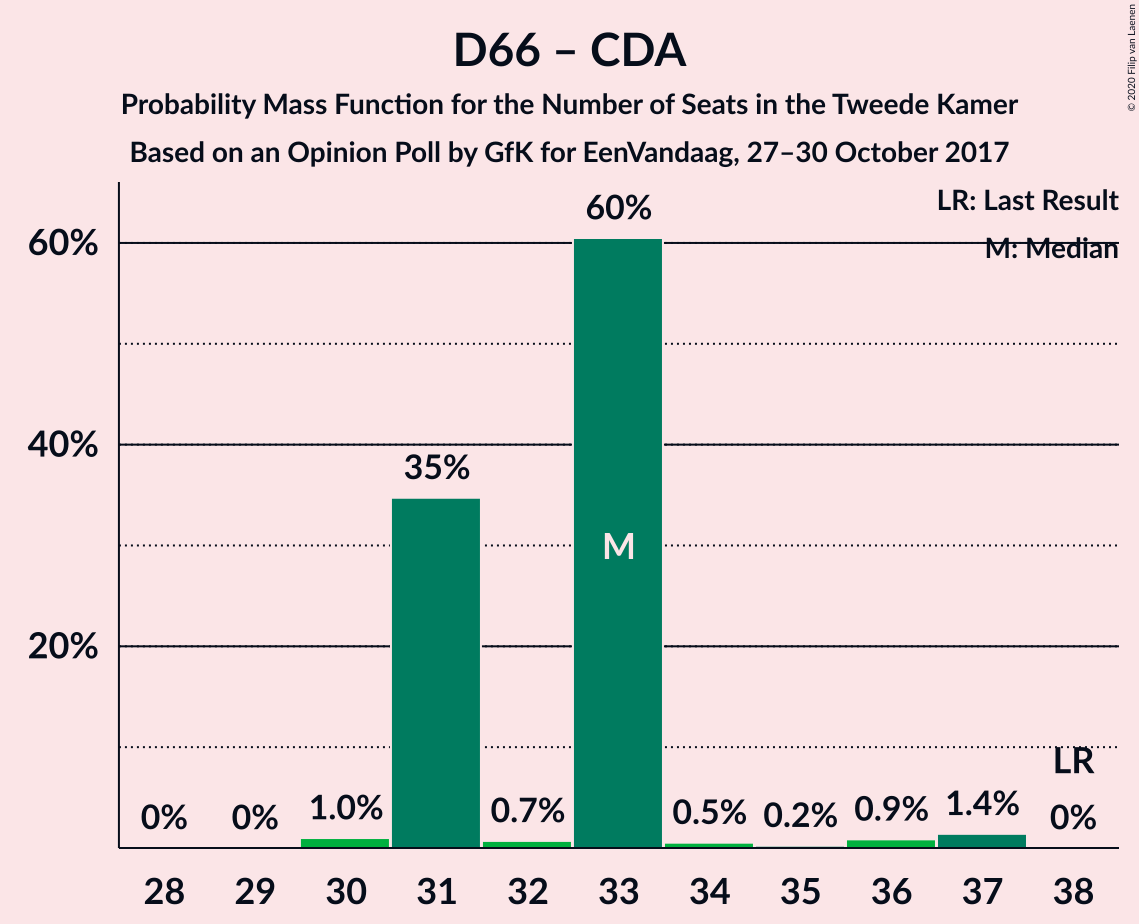 D66 – CDA
Probability Mass Function for the Number of Seats in the Tweede Kamer
Based on an Opinion Poll by GfK for EenVandaag, 27–30 October 2017
© 2020 Filip van Laenen
LR: Last Result
M: Median
60%
40%
20%
0%
0%
1.0%
35%
0.7%
60%
M
0.5%
0.2%
0.9%
1.4%
LR
0%
28 29 30 31 32 33 34 35 36 37 38